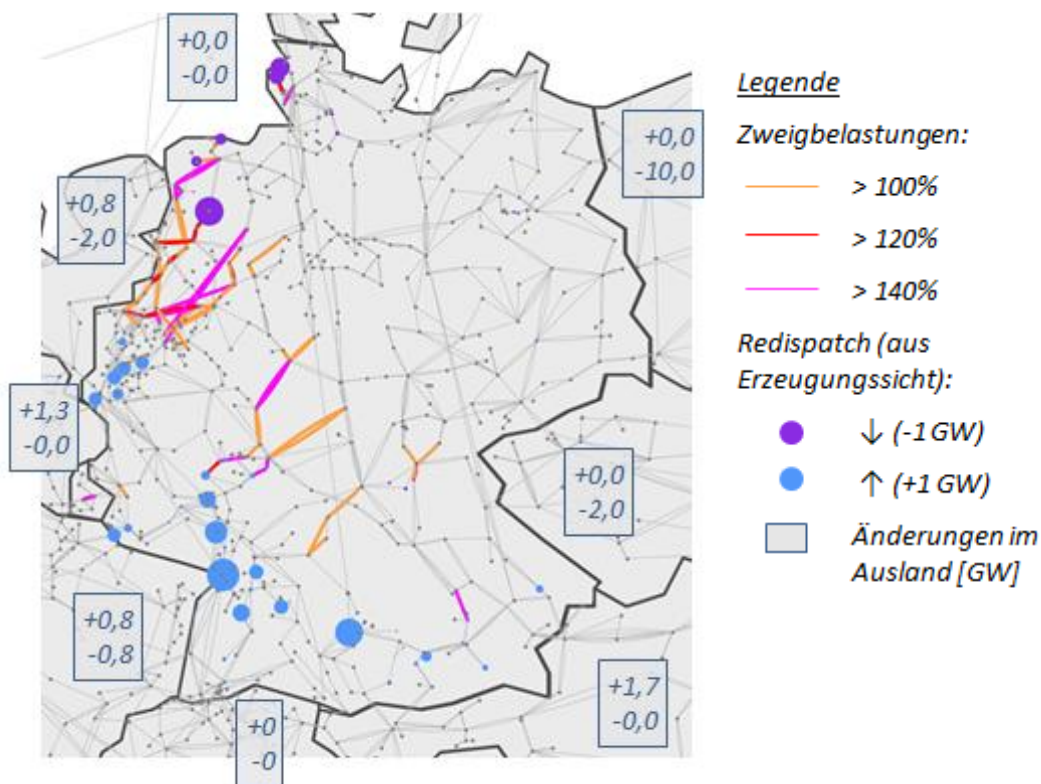 +0,0
-0,0
+0,0
-10,0
+0,8
-2,0
+1,3
-0,0
+0,0
-2,0
+0,8
-0,8
+1,7
-0,0
+0
-0
Legende
Zweigbelastungen:
> 100%
> 120%
> 140%
Redispatch (aus
Erzeugungssicht):
↓ (-1 GW)
↑ (+1 GW)
Änderungen im
Ausland [GW]